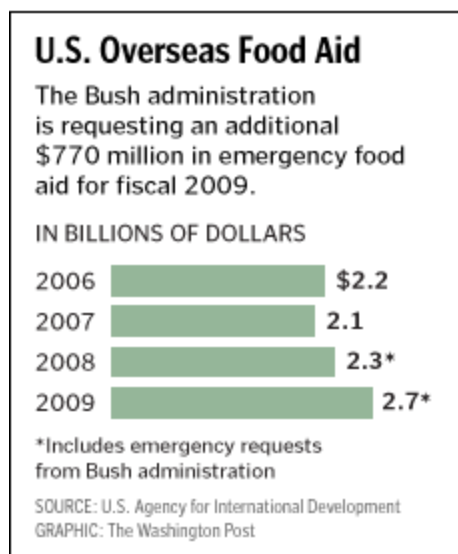 U.S. Overseas Food Aid
The Bush administration
is requesting an additional
$770 million in emergency food
aid for fiscal 2009.
IN BILLIONS OF DOLLARS
2006 $2.2
2007 2.1
2008 2.3*
2009 2.7*
*Includes emergency requests
from Bush administration
SOURCE: U.S. Agency for International Development
GRAPHIC: The Washington Post